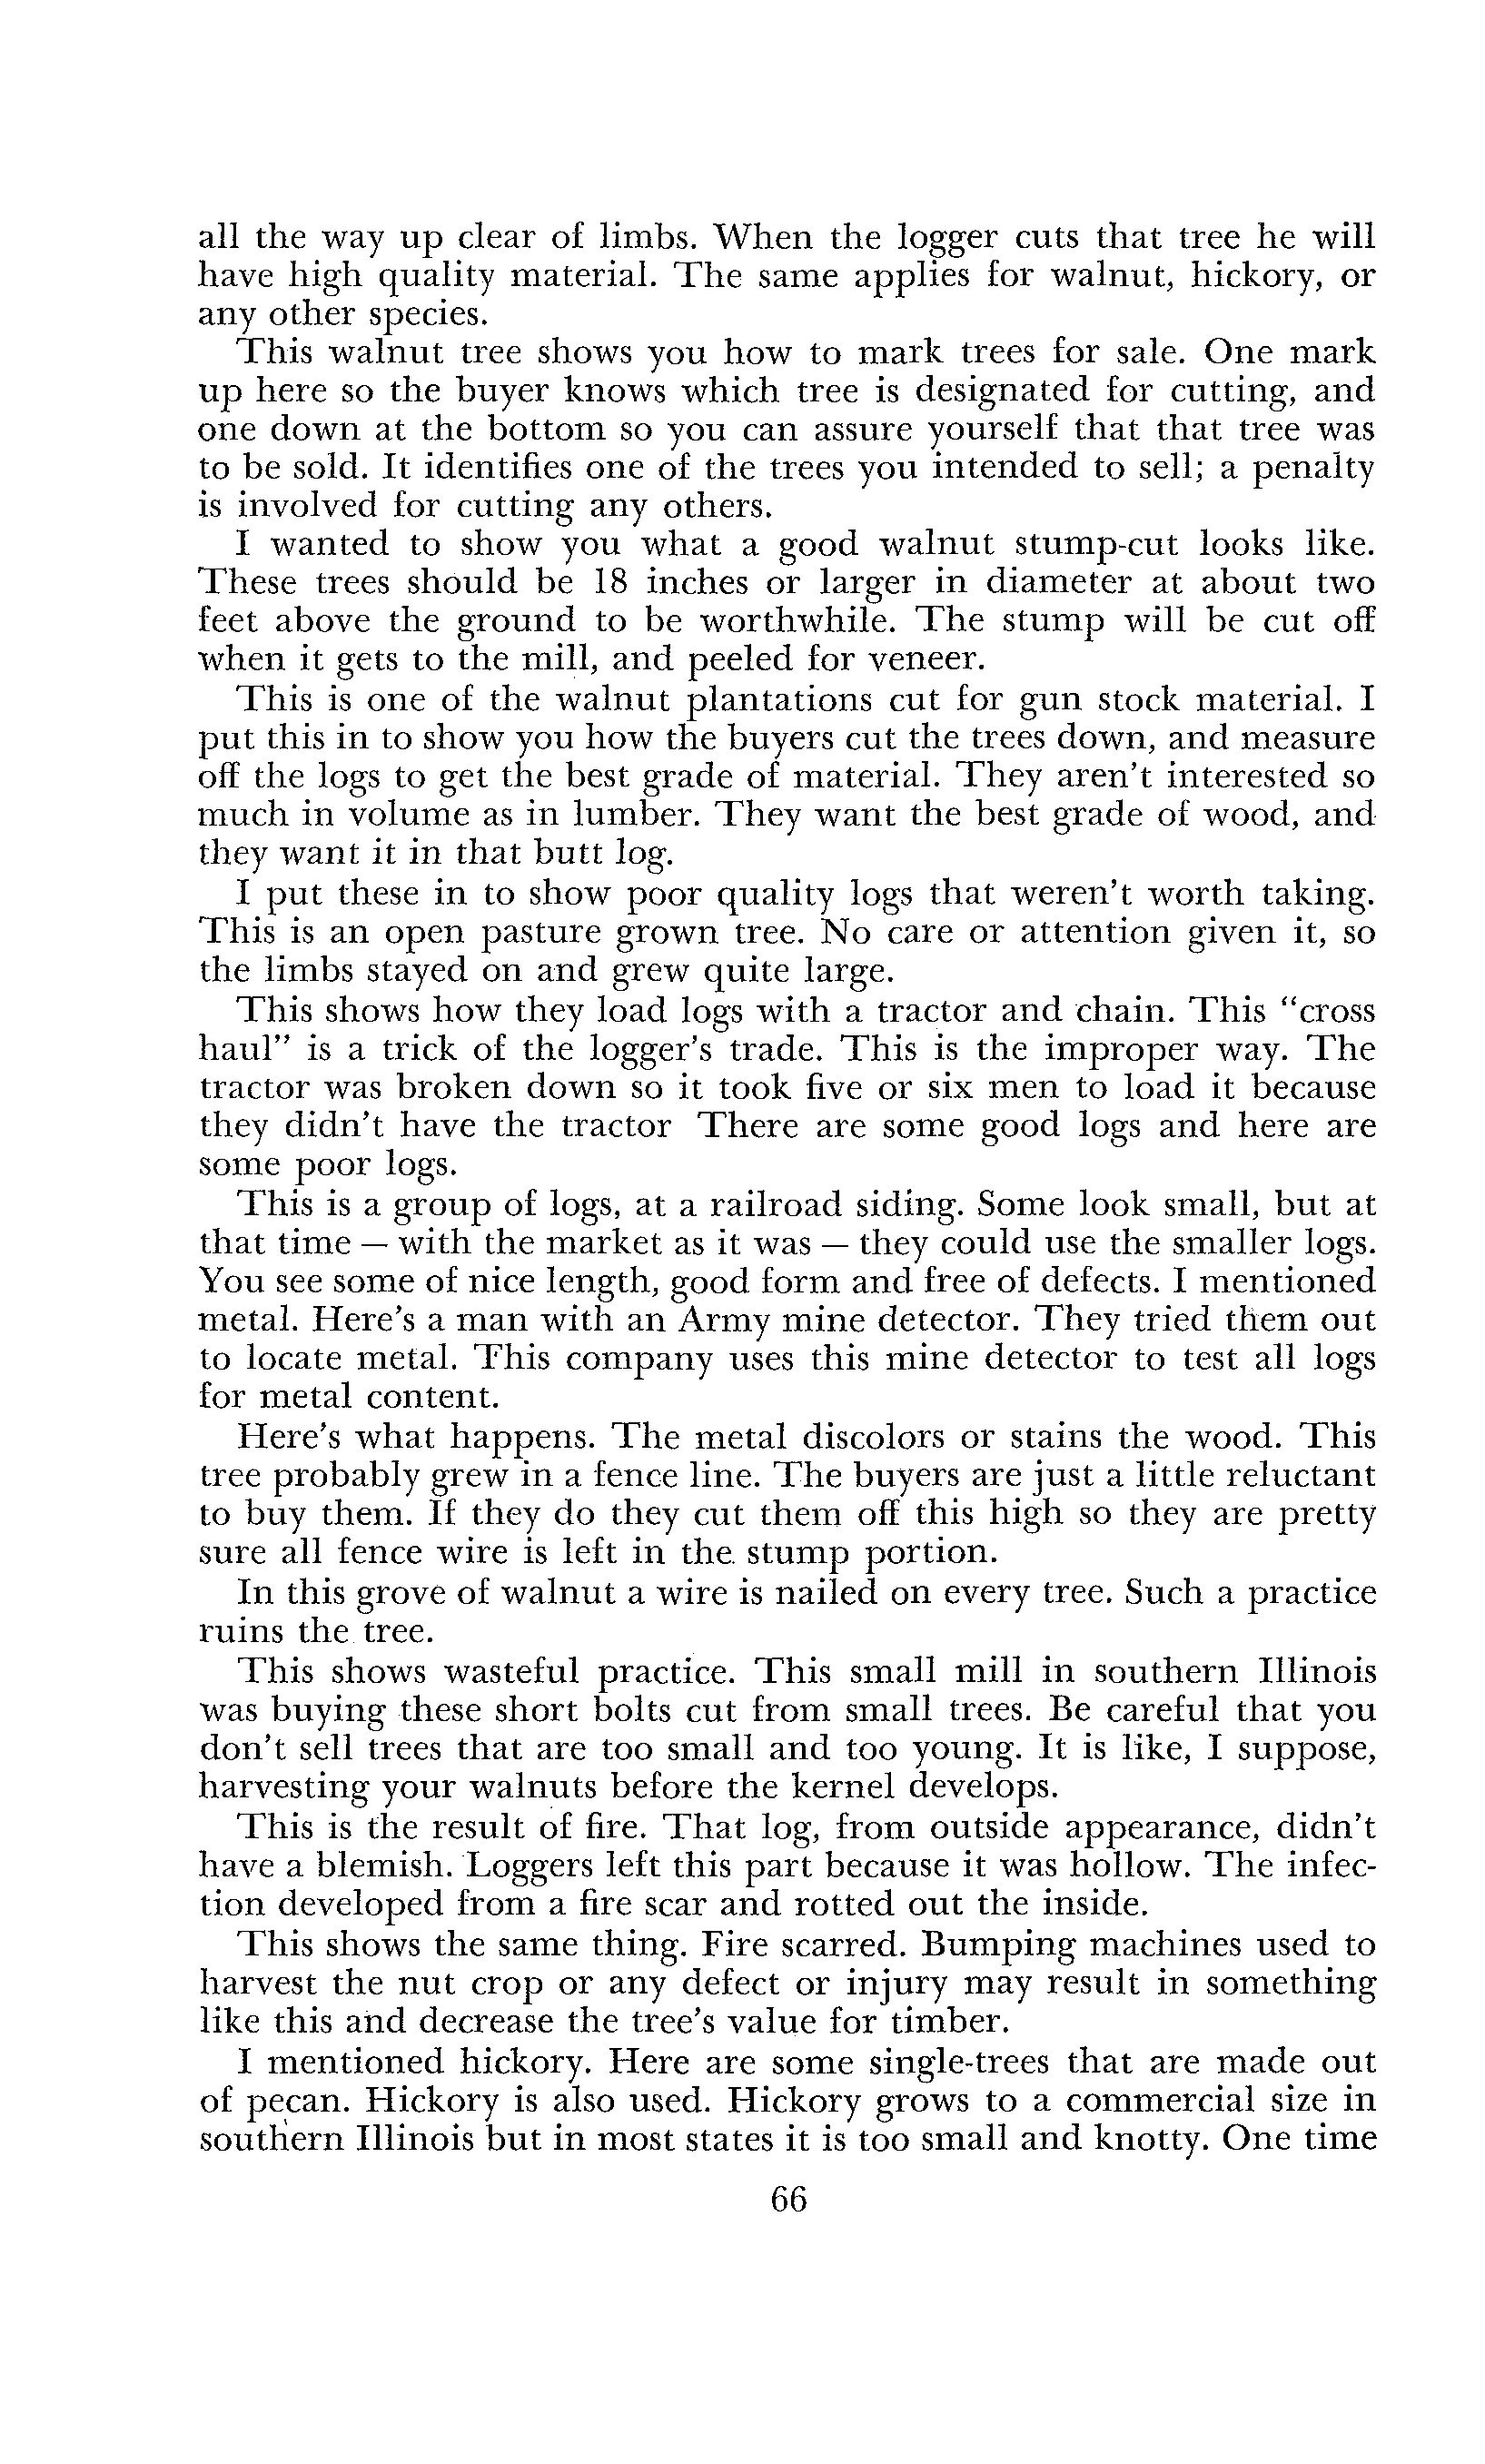 all the way up clear of limbs. When the logger cuts that tree he will
have high quality material. The same applies for walnut, hickory, or
any other species.
This walnut tree shows you how to mark trees for sale. One mark
up here so the buyer knows which tree is designated for cutting, and
one down at the bottom so you can assure yourself that that tree was
to be sold. It identifies one of the trees you intended to sell; a penalty
is involved for cutting any others.
I wanted to show you what a good walnut stump-cut looks like.
These trees should be 18 inches or larger in diameter at about two
feet above the ground to be worthwhile. The stump will be cut off
when it gets to the mill, and peeled for veneer.
This is one of the walnut plantations cut for gun stock material. I
put this in to show you how the buyers cut the trees down, and measure
off the logs to get the best grade of material. They aren't interested so
much in volume as in lumber. They want the best grade of wood, and
they want it in that butt log.
I put these in to show poor quality logs that weren't worth taking.
This is an open pasture grown tree. No care or attention given it, so
the limbs stayed on and grew quite large.
This shows how they load logs with a tractor and chain. This "cross
haul" is a trick of the logger's trade. This is the improper way. The
tractor was broken down so it took five or six men to load it because
they didn't have the tractor There are some good logs and here are
some poor logs.
This is a group of logs, at a railroad siding. Some look small, but at
that time — with the market as it was — they could use the smaller logs.
You see some of nice length, good form and free of defects. I mentioned
metal. Here's a man with an Army mine detector. They tried them out
to locate metal. This company uses this mine detector to test all logs
for metal content.
Here's what happens. The metal discolors or stains the wood. This
tree probably grew in a fence line. The buyers are just a little reluctant
to buy them. If they do they cut them off this high so they are pretty
sure all fence wire is left in the stump portion.
In this grove of walnut a wire is nailed on every tree. Such a practice
ruins the tree.
This shows wasteful practice. This small mill in southern Illinois
was buying these short bolts cut from small trees. Be careful that you
don't sell trees that are too small and too young. It is like, I suppose,
harvesting your walnuts before the kernel develops.
This is the result of fire. That log, from outside appearance, didn't
have a blemish. Loggers left this part because it was hollow. The infec-
tion developed from a fire scar and rotted out the inside.
This shows the same thing. Fire scarred. Bumping machines used to
harvest the nut crop or any defect or injury may result in something
like this and decrease the tree's value for timber.
I mentioned hickory. Here are some single-trees that are made out
of pecan. Hickory is also used. Hickory grows to a commercial size in
southern Illinois but in most states it is too small and knotty. One time
66